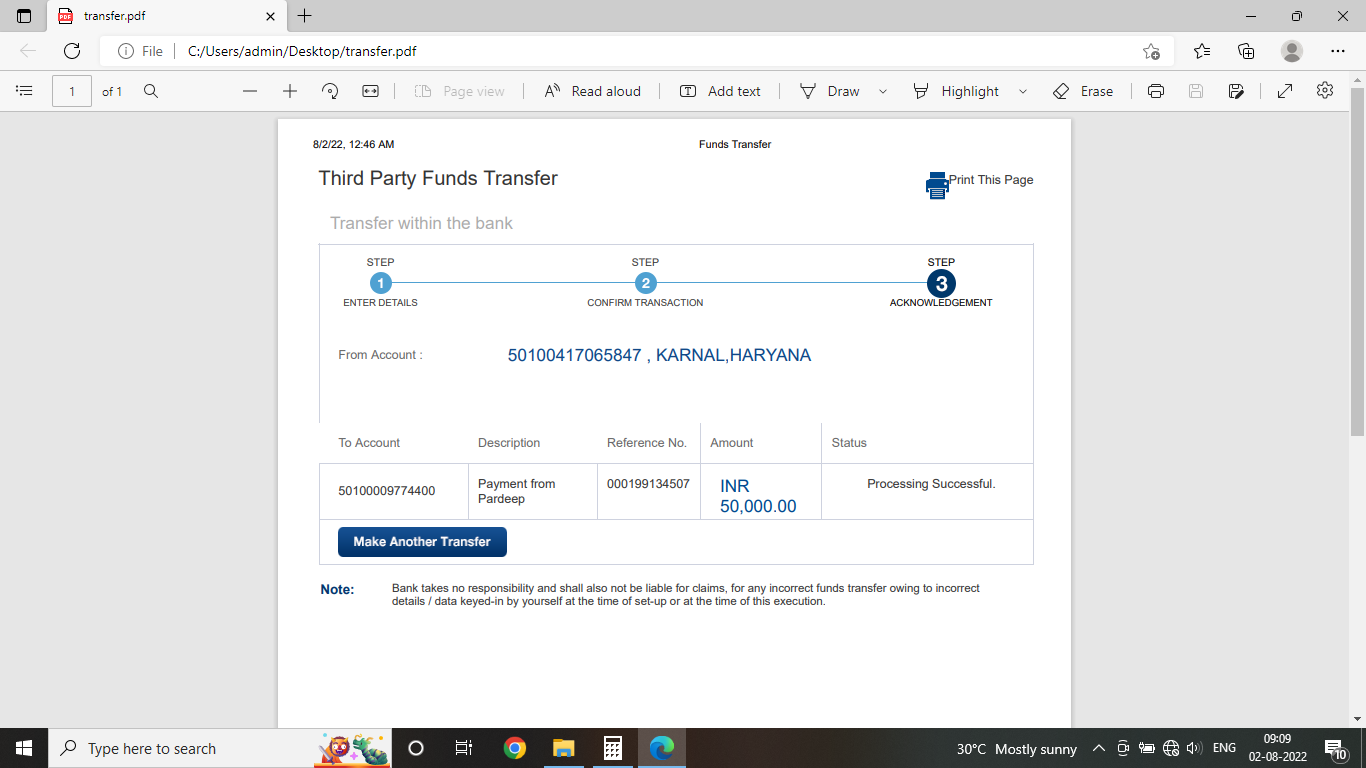 transfer.pdf
File
C:/Users/admin/Desktop/transfer.pdf
1 of 1
Page view
Read aloud
Add text
Draw
Highlight
Erase
8/2/22, 12:46 AM
Funds Transfer
Third Party Funds Transfer
Print This Page
Transfer within the bank
STEP STEP STEP
1 2 3
ENTER DETAILS CONFIRM TRANSACTION ACKNOWLEDGEMENT
From Account : 50100417065847 , KARNAL,HARYANA
To Account Description Reference No. Amount Status
50100009774400
Payment from
Pardeep
000199134507
INR
50,000.00
Processing Successful.
Make Another Transfer
Note:
Bank takes no responsibility and shall also not be liable for claims, for any incorrect funds transfer owing to incorrect
details / data keyed-in by yourself at the time of set-up or at the time of this execution.
Type here to search
30°C Mostly sunny
ENG
09:09
02-08-2022
10